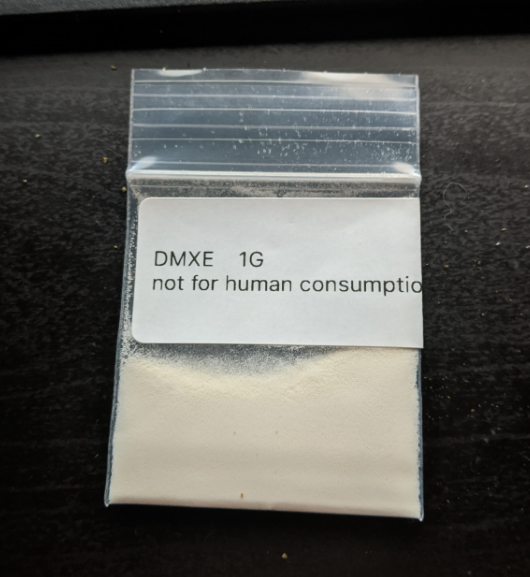 DMXE 1G
not for human consumptio